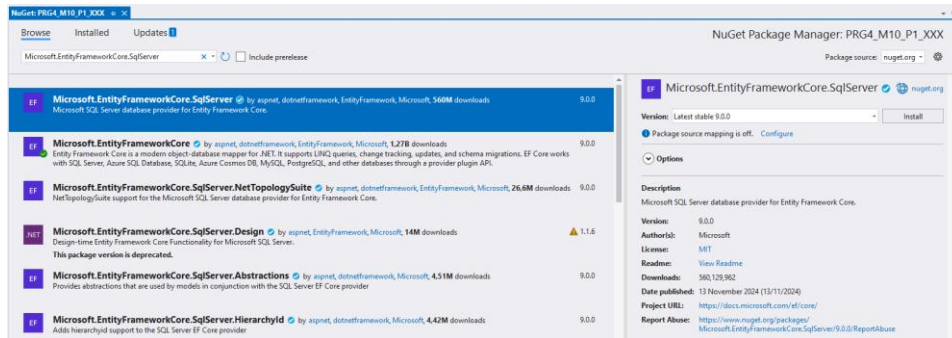 NuGet: PRG4_M10_P1_XXX
Browse Installed Updates 1
NuGet Package Manager: PRG4_M10_P1_XXX
Microsoft.EntityFrameworkCore.SqlServer Include prerelease
Package source: nuget.org
EF Microsoft.EntityFrameworkCore.SqlServer by aspnet, dotnetframework, EntityFramework, Microsoft, 560M downloads 9.0.0
Microsoft SQL Server database provider for Entity Framework Core.
EF Microsoft.EntityFrameworkCore by aspnet, dotnetframework, EntityFramework, Microsoft, 1,27B downloads 9.0.0
Entity Framework Core is a modern object-database mapper for .NET. It supports LINQ queries, change tracking, updates, and schema migrations. EF Core works
with SQL Server, Azure SQL Database, SQLite, Azure Cosmos DB, MySQL, PostgreSQL, and other databases through a provider plugin API.
EF Microsoft.EntityFrameworkCore.SqlServer.NetTopologySuite by aspnet, dotnetframework, EntityFramework, Microsoft, 26,6M downloads 9.0.0
NetTopologySuite support for the Microsoft SQL Server database provider for Entity Framework Core.
.NET Microsoft.EntityFrameworkCore.SqlServer.Design by aspnet, dotnetframework, Microsoft, 14M downloads 1.1.6
Design-time Entity Framework Core Functionality for Microsoft SQL Server.
This package version is deprecated.
EF Microsoft.EntityFrameworkCore.SqlServer.Abstractions by aspnet, dotnetframework, Microsoft, 4,51M downloads 9.0.0
Provides abstractions that are used by models in conjunction with the SQL Server EF Core provider
EF Microsoft.EntityFrameworkCore.SqlServer.HierarchyId by aspnet, dotnetframework, Microsoft, 4,42M downloads 9.0.0
Adds hierarchyid support to the SQL Server EF Core provider
EF Microsoft.EntityFrameworkCore.SqlServer nuget.org
Version: Latest stable 9.0.0 Install
Package source mapping is off. Configure
Options
Description
Microsoft SQL Server database provider for Entity Framework Core.
Version: 9.0.0
Author(s): Microsoft
License: MIT
Readme: View Readme
Downloads: 560,129,962
Date published: 13 November 2024 (13/11/2024)
Project URL: https://docs.microsoft.com/ef/core/
Report Abuse: https://www.nuget.org/packages/
Microsoft.EntityFrameworkCore.SqlServer/9.0.0/ReportAbuse